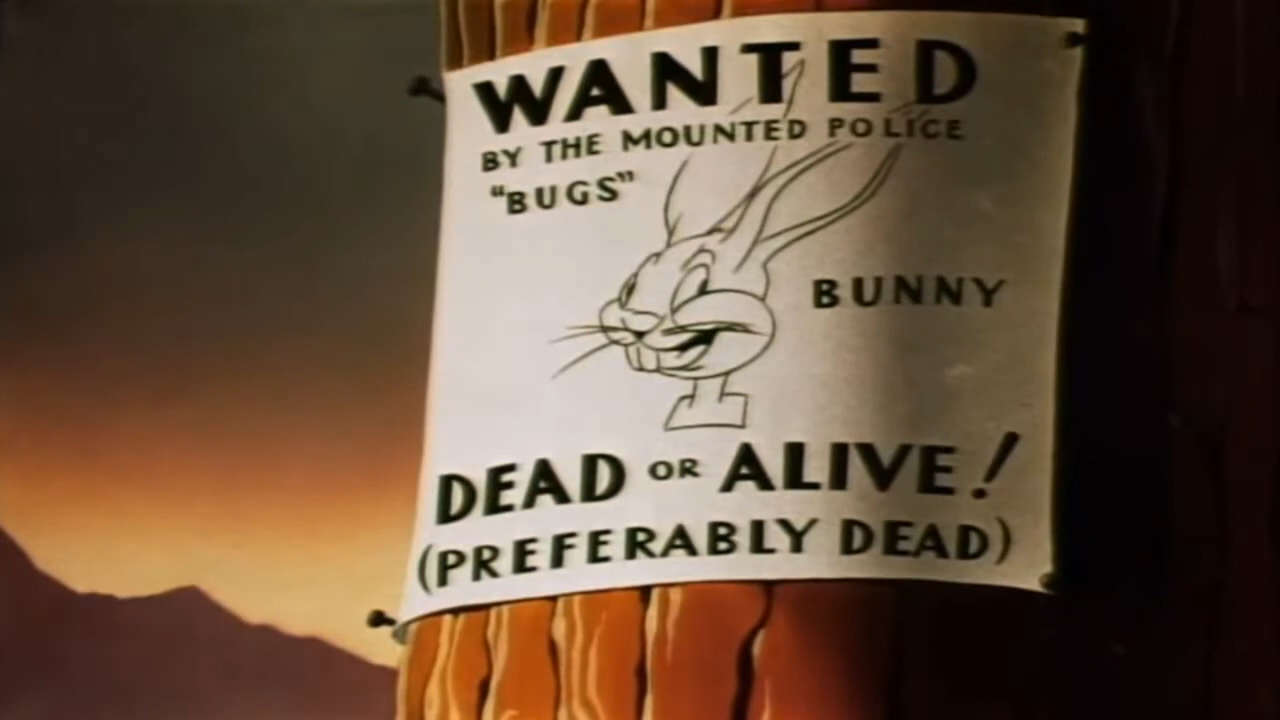 WANTED
BY THE MOUNTED POLICE
"BUGS"
BUNNY
DEAD OR ALIVE!
(PREFERABLY DEAD)